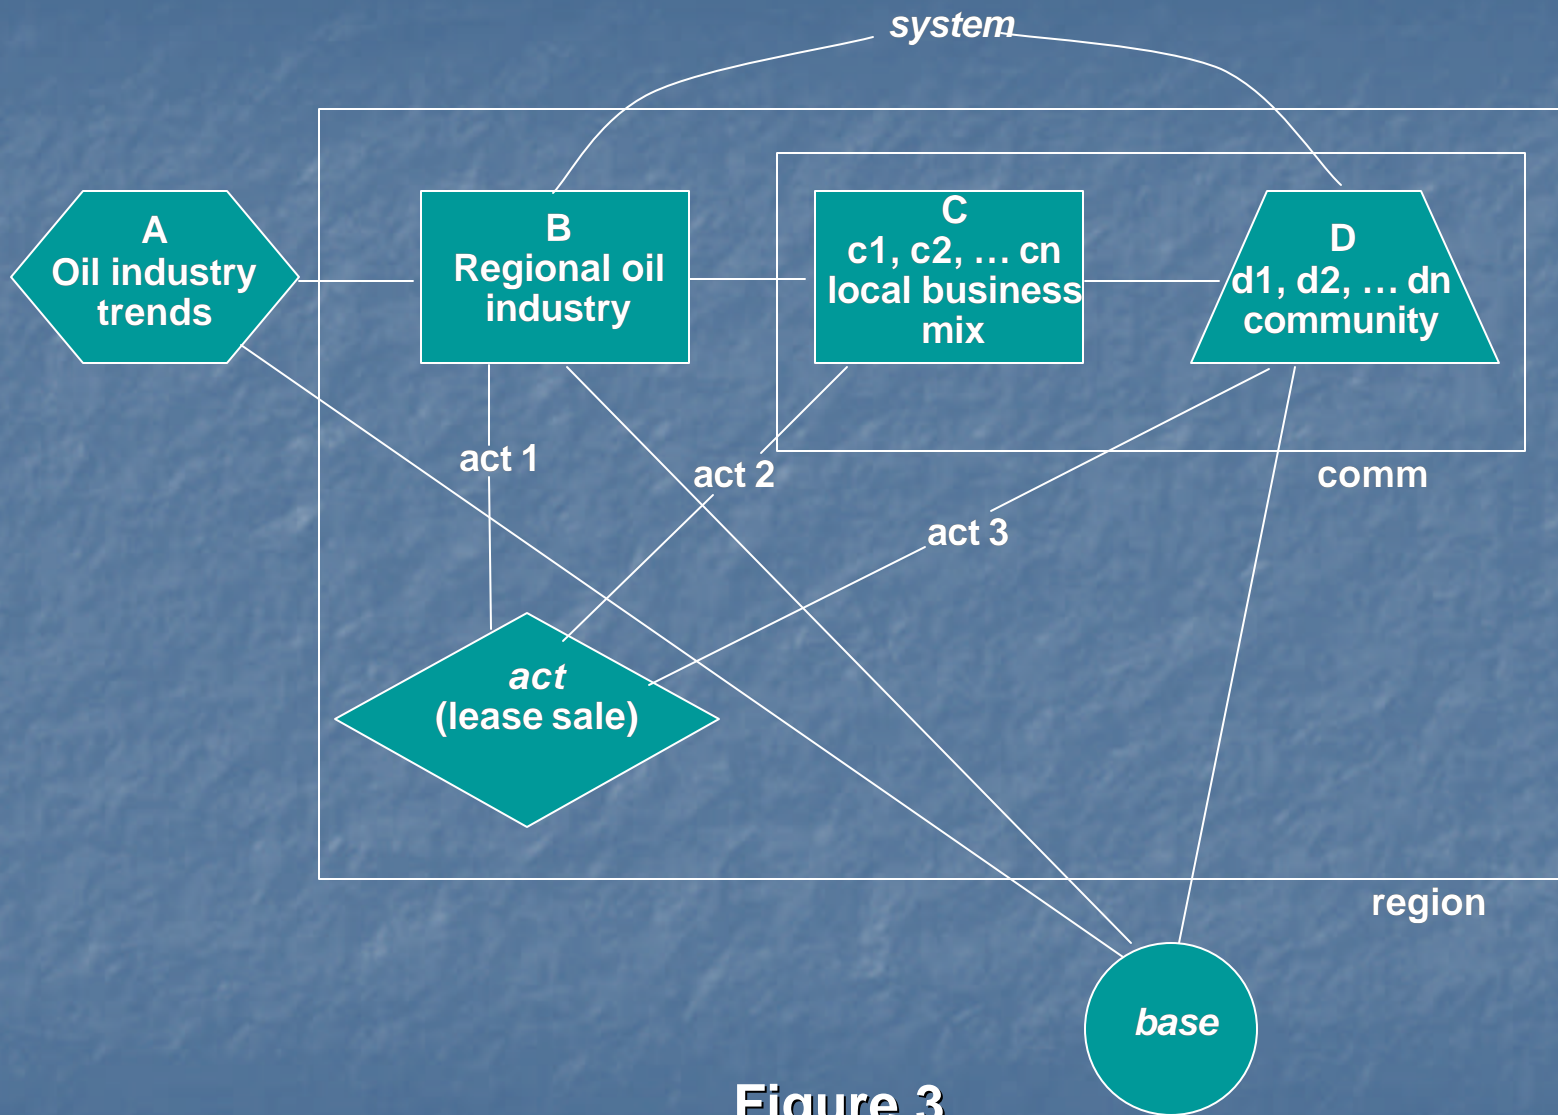 system
A
Oil industry
trends
B
Regional oil
industry
C
c1, c2, … cn
local business
mix
D
d1, d2, … dn
community
act 1
act 2
comm
act 3
act
(lease sale)
region
base
Figure 3